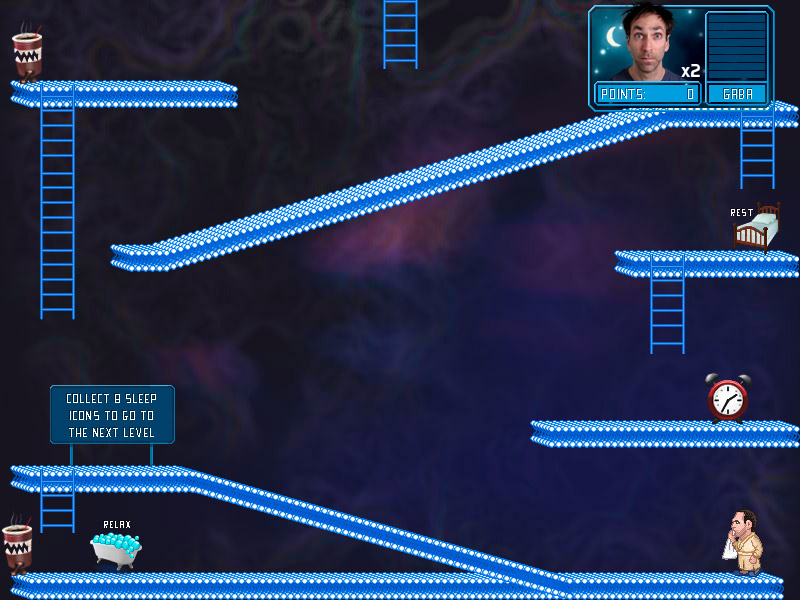 x2
POINTS: 0
GABA
REST
COLLECT 8 SLEEP
ICONS TO GO TO
THE NEXT LEVEL
RELAX